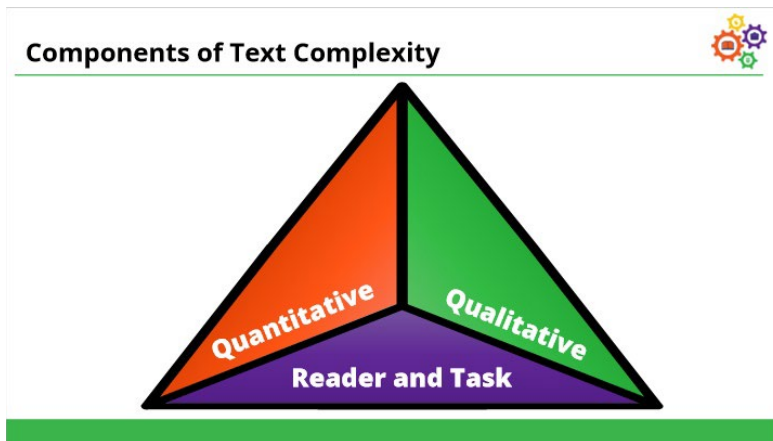 Components of Text Complexity
Quantitative
Qualitative
Reader and Task